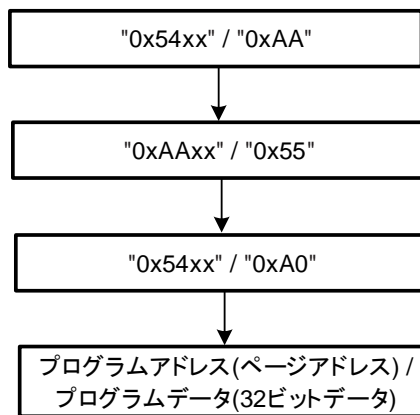 "0x54xx" / "0xAA"
"0xAAxx" / "0x55"
"0x54xx" / "0xA0"
プログラムアドレス(ページアドレス) /
プログラムデータ(32ビットデータ)